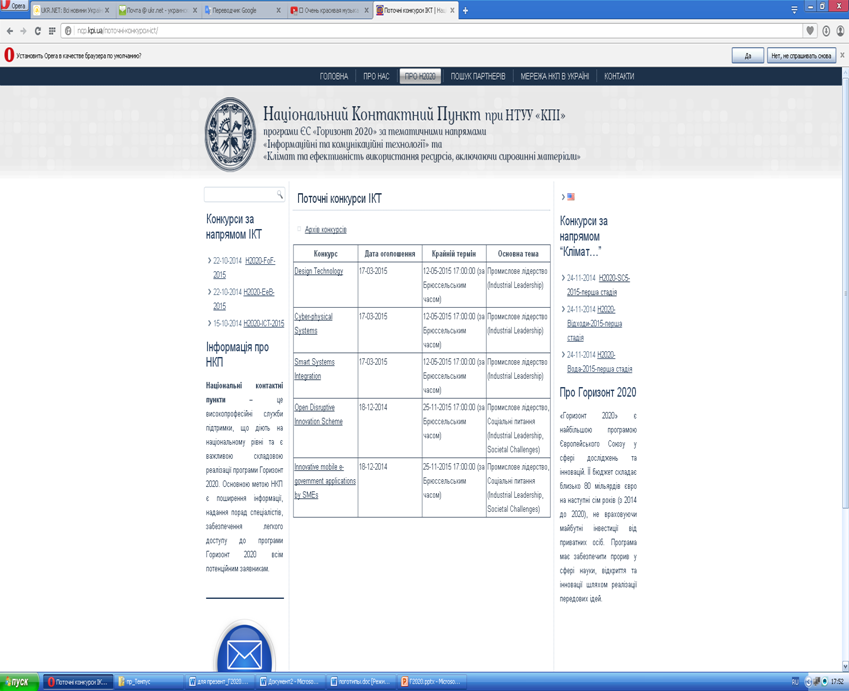 Opera
UKR.NET: Всі новини Україн
Почта @ ukr.net - украинс
Переводчик Google
Очень красивая музыка
Поточні конкурси ІКТ | Нац
ncp.kpi.ua/поточніконкурсиікт/
Установить Opera в качестве браузера по умолчанию?
Да
Нет, не спрашивать снова
ГОЛОВНА
ПРО НАС
ПРО H2020
ПОШУК ПАРТНЕРІВ
МЕРЕЖА НКП В УКРАЇНІ
КОНТАКТИ
Національний Контактний Пункт при НТУУ «КПІ»
програми ЄС «Горизонт 2020» за тематичними напрямами
«Інформаційні та комунікаційні технології» та
«Клімат та ефективність використання ресурсів, включаючи сировинні матеріали»
Конкурси за
напрямом ІКТ
22-10-2014 H2020-FoF-
2015
22-10-2014 H2020-EeB-
2015
15-10-2014 H2020-ICT-2015
Інформація про
НКП
Національні контактні
пункти – це
високопрофесійні служби
підтримки, що діють на
національному рівні та є
важливою складовою
реалізації програми Горизонт
2020. Основною метою НКП
є поширення інформації,
надання порад спеціалістів,
забезпечення легкого
доступу до програми
Горизонт 2020 всім
потенційним заявникам.
Поточні конкурси ІКТ
Архів конкурсів
Конкурс Дата оголошення Крайній термін Основна тема
Design Technology 17-03-2015 12-05-2015 17:00:00 (за Промислове лідерство
Брюссельським (Industrial Leadership)
часом)
Cyber-physical 17-03-2015 12-05-2015 17:00:00 (за Промислове лідерство
Systems Брюссельським (Industrial Leadership)
часом)
Smart Systems 17-03-2015 12-05-2015 17:00:00 (за Промислове лідерство
Integration Брюссельським (Industrial Leadership)
часом)
Open Disruptive 18-12-2014 25-11-2015 17:00:00 (за Промислове лідерство,
Innovation Scheme Брюссельським Соціальні питання
часом) (Industrial Leadership,
Societal Challenges)
Innovative mobile e- 18-12-2014 25-11-2015 17:00:00 (за Промислове лідерство,
government applications Брюссельським Соціальні питання
by SMEs часом) (Industrial Leadership,
Societal Challenges)
Конкурси за
напрямом
“Клімат…”
24-11-2014 H2020-SC5-
2015-перша стадія
24-11-2014 H2020-
Відходи-2015-перша
стадія
24-11-2014 H2020-
Вода-2015-перша стадія
Про Горизонт 2020
«Горизонт 2020» є
найбільшою програмою
Європейського Союзу у
сфері досліджень та
інновацій. Її бюджет складає
близько 80 мільярдів євро
на наступні сім років (з 2014
до 2020), не враховуючи
майбутні інвестиції від
приватних осіб. Програма
має забезпечити прорив у
сфері науки, відкриття та
інновації шляхом реалізації
передових ідей.
пуск
Поточні конкурси ІК...
пр_Темпус
для презент_Г2020....
Документ2 - Microso...
логотипы.doc [Режи...
Г2020.pptx - Microso...
RU
17:52